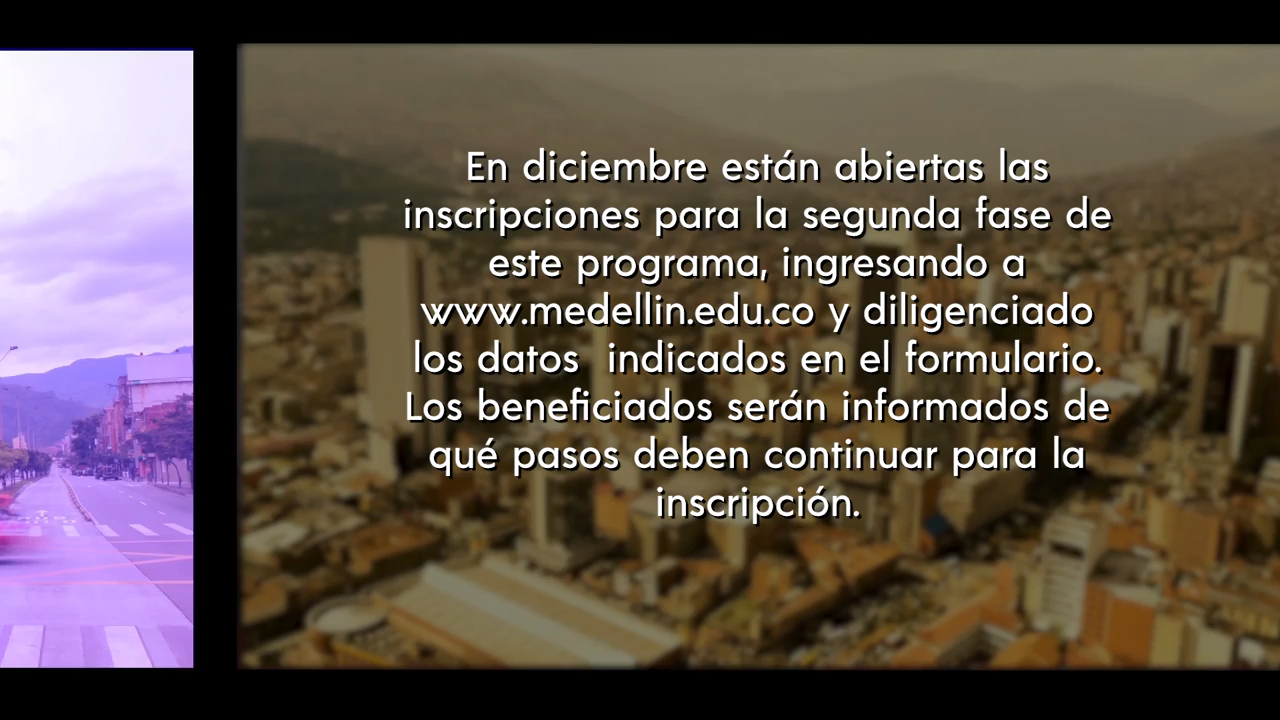 En diciembre están abiertas las
inscripciones para la segunda fase de
este programa, ingresando a
www.medellin.edu.co y diligenciado
los datos  indicados en el formulario.
Los beneficiados serán informados de
qué pasos deben continuar para la
inscripción.